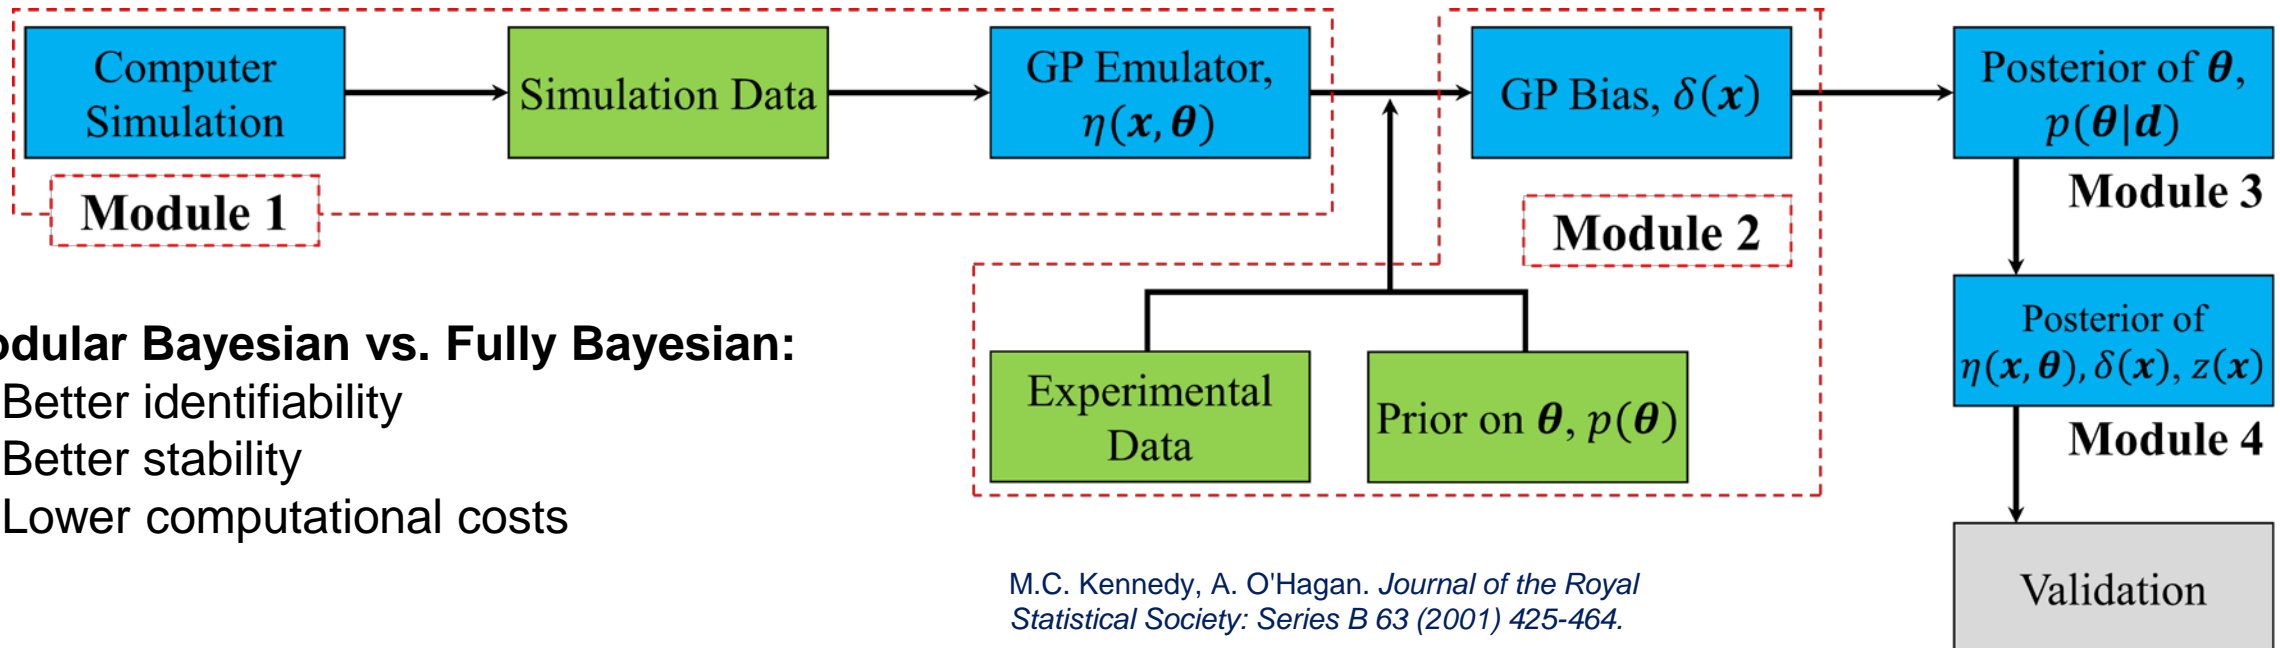 Computer
Simulation
Simulation Data
GP Emulator,
η(x, θ)
GP Bias, δ(x)
Posterior of θ,
p(θ|d)
Module 1
Module 2
Module 3
Posterior of
η(x, θ), δ(x), z(x)
Module 4
Validation
Experimental
Data
Prior on θ, p(θ)
odular Bayesian vs. Fully Bayesian:
Better identifiability
Better stability
Lower computational costs
M.C. Kennedy, A. O'Hagan. Journal of the Royal
Statistical Society: Series B 63 (2001) 425-464.